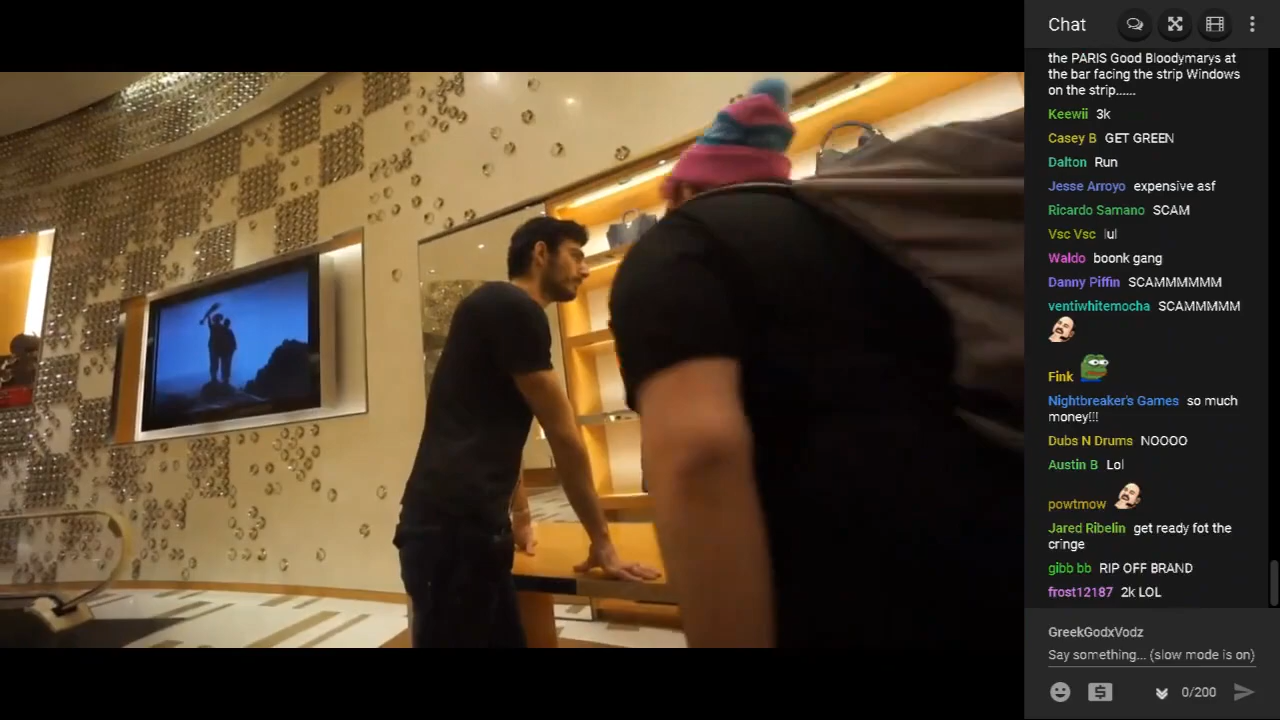 Chat
the PARIS Good Bloodymarys at
the bar facing the strip Windows
on the strip......
Keewii 3k
Casey B GET GREEN
Dalton Run
Jesse Arroyo expensive asf
Ricardo Samano SCAM
Vsc Vsc lul
Waldo boonk gang
Danny Piffin SCAMMMMMM
ventiwhitemocha SCAMMMMM
Fink
Nightbreaker's Games so much
money!!!
Dubs N Drums NOOOO
Austin B Lol
powtmow
Jared Ribelin get ready fot the
cringe
gibb bb RIP OFF BRAND
frost12187 2k LOL
GreekGodxVodz
Say something... (slow mode is on)
0/200